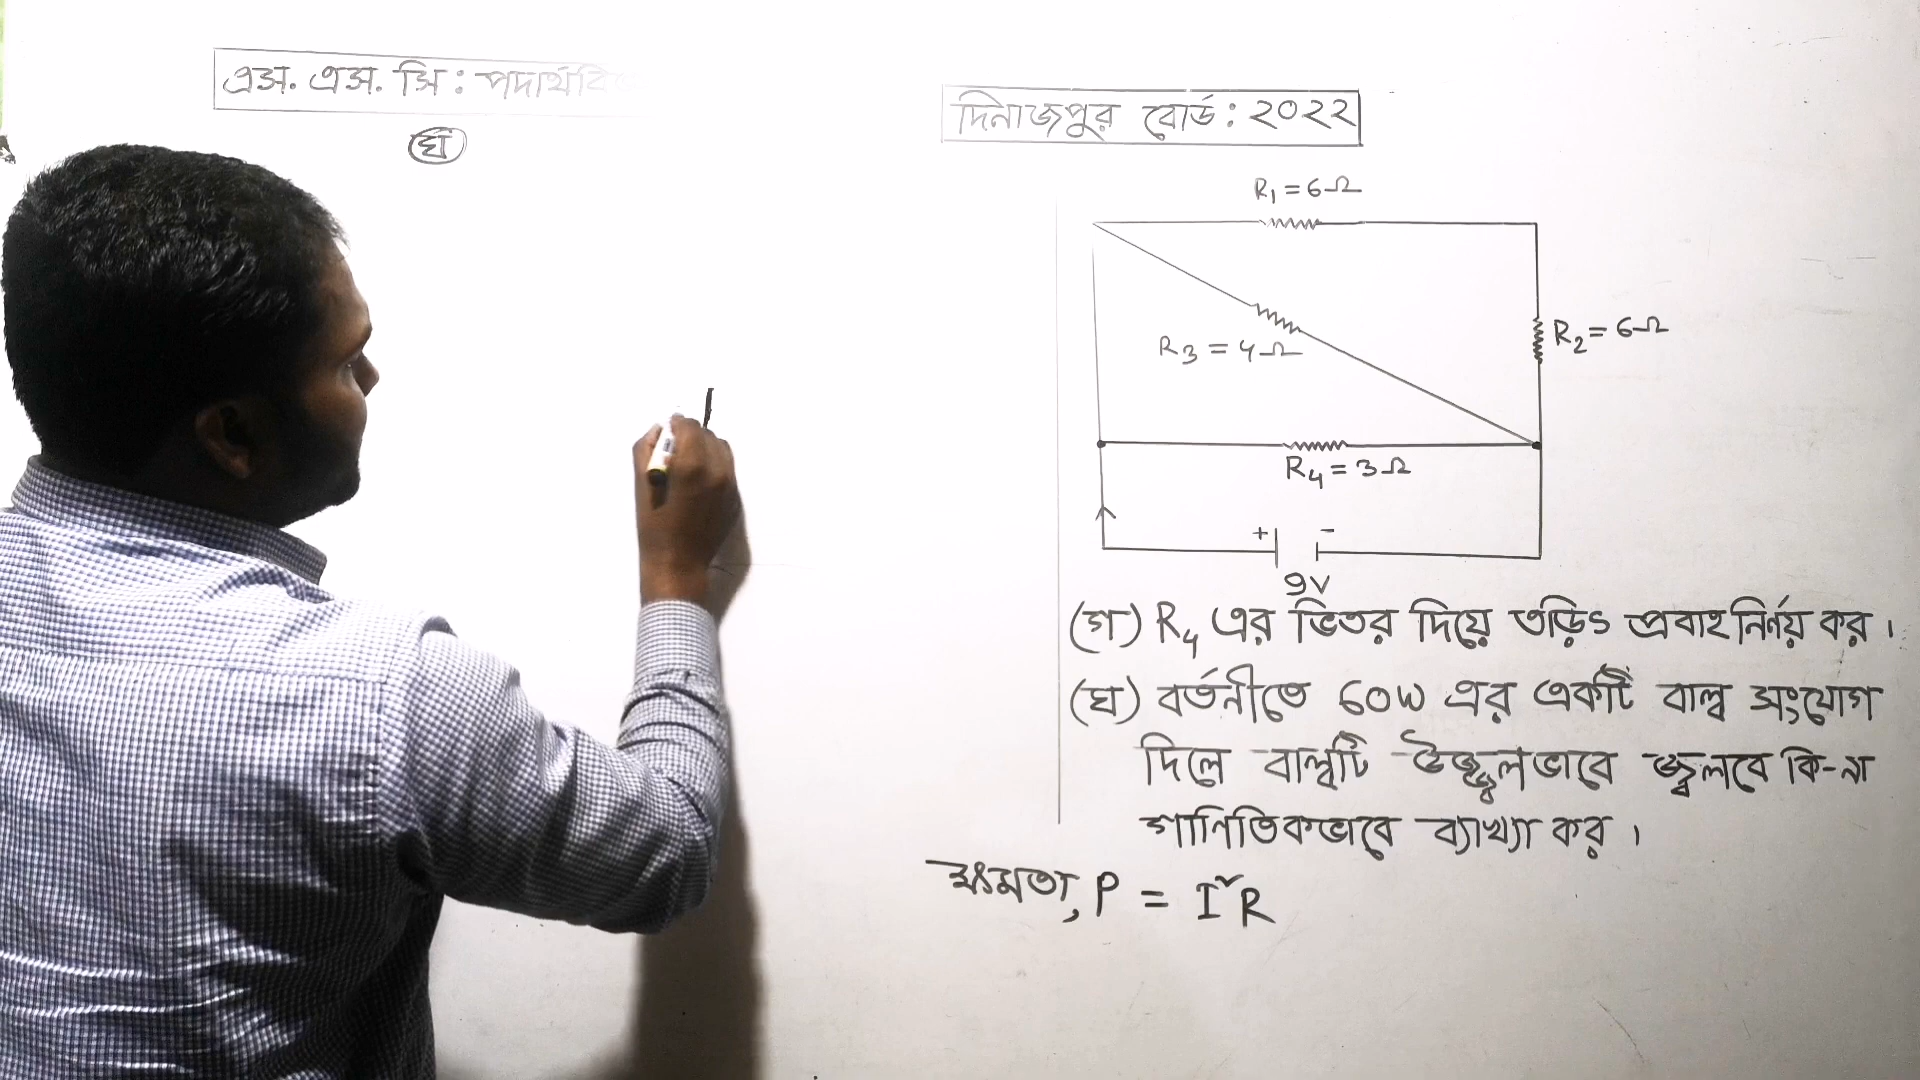 এস. এস. সি : পদার্থবি
ঘ
দিনাজপুর বোর্ড : ২০২২
R₁ = 6Ω
R₂ = 6Ω
R₃ = 4Ω
R₄ = 3Ω
+ -
9V
(গ) R₄ এর ভিতর দিয়ে তড়িৎ প্রবাহ নির্ণয় কর ।
(ঘ) বর্তনীতে 60W এর একটি বাল্ব সংযোগ
দিলে বাল্বটি উজ্জ্বলভাবে জ্বলবে কি-না
গানিতিকভাবে ব্যাখ্যা কর ।
ক্ষমতা, P = I²R